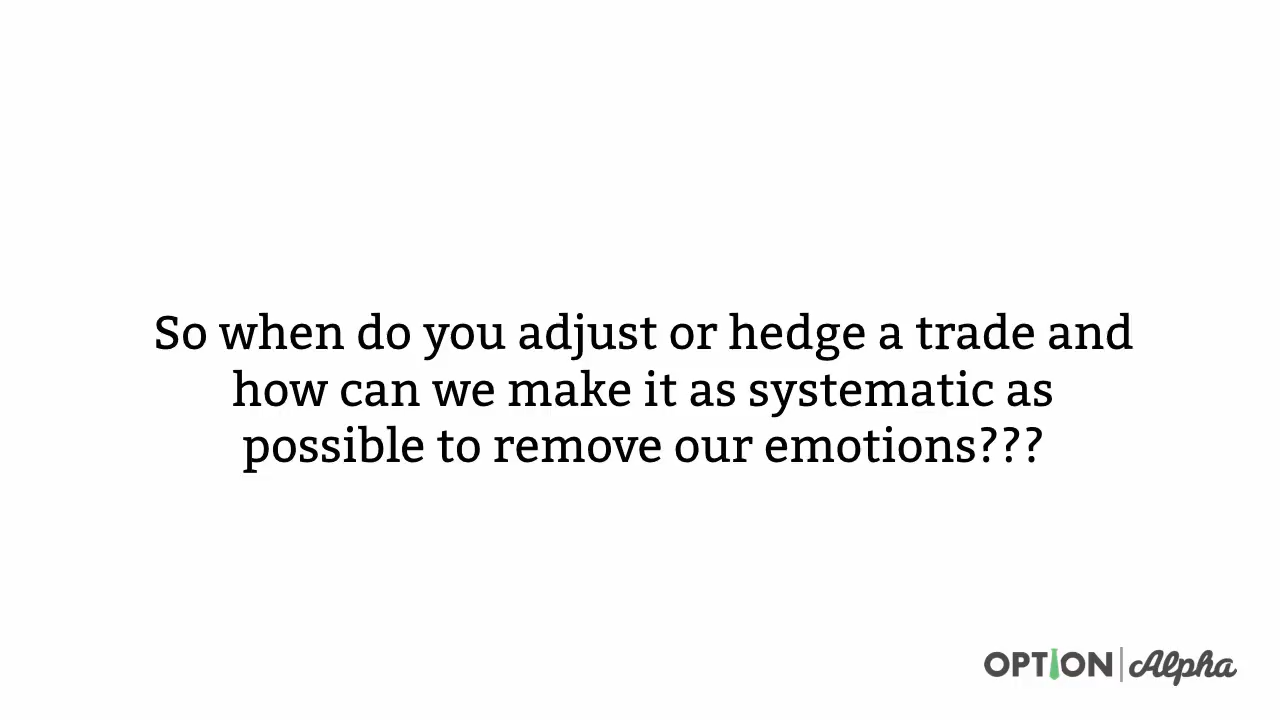 So when do you adjust or hedge a trade and
how can we make it as systematic as
possible to remove our emotions???
OPTION | Alpha